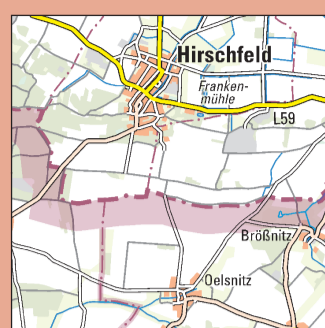 Hirschfeld
Franken-
mühle
L59
Brößnitz
Oelsnitz